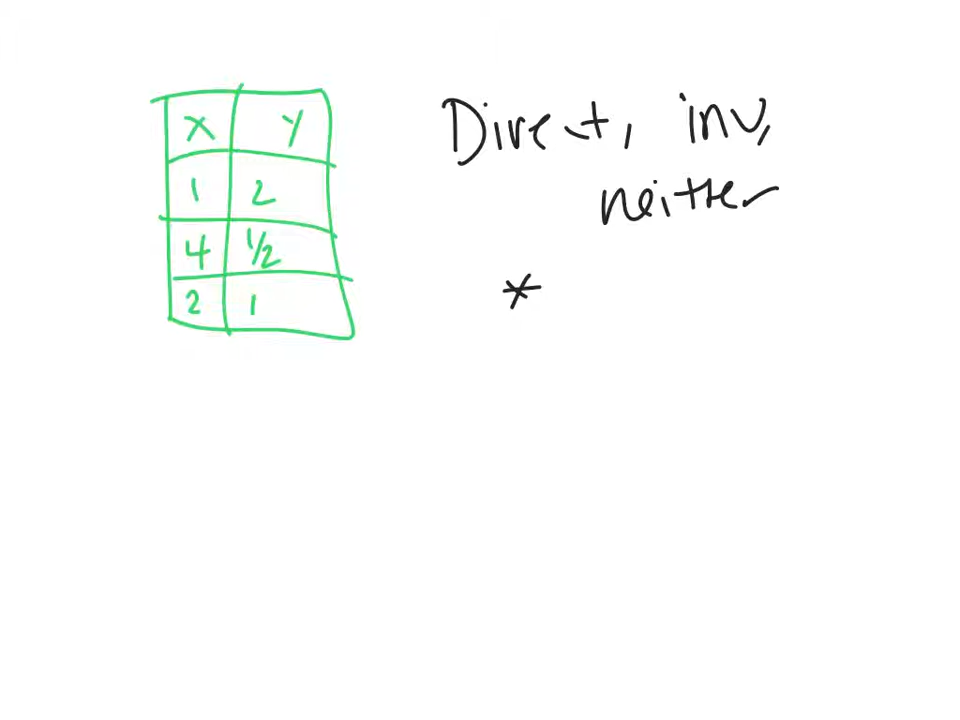 x y
1 2
4 1/2
2 1
Direct, inv,
neither
*